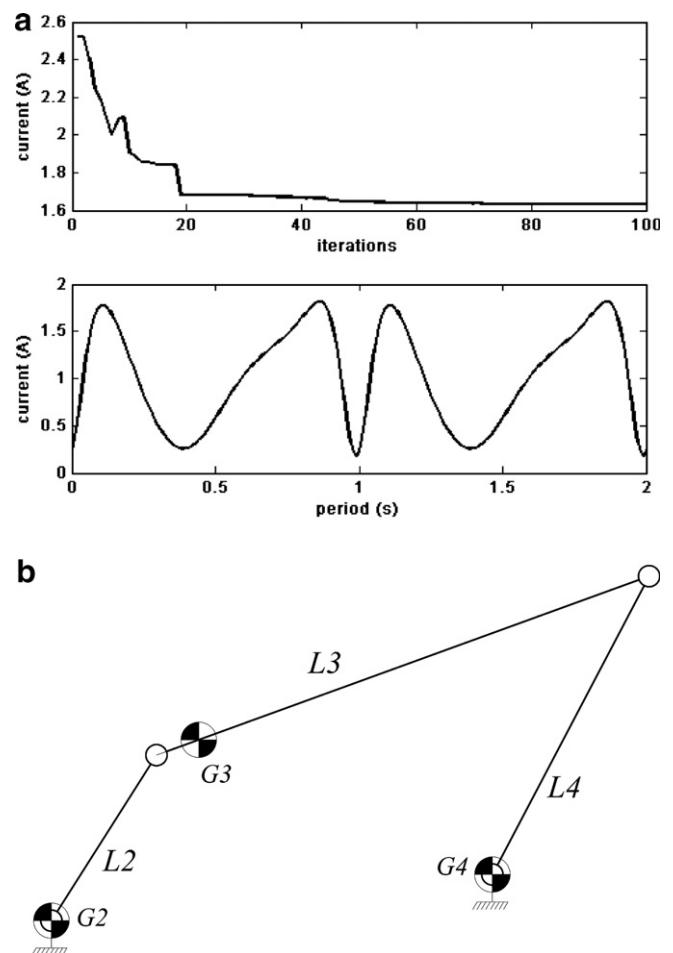 a
2.6
2.4
2.2
2
1.8
1.6
current (A)
0 20 40 60 80 100
iterations
2
1.5
1
0.5
0
current (A)
0 0.5 1 1.5 2
period (s)
b
L3
G3
L4
L2
G4
G2